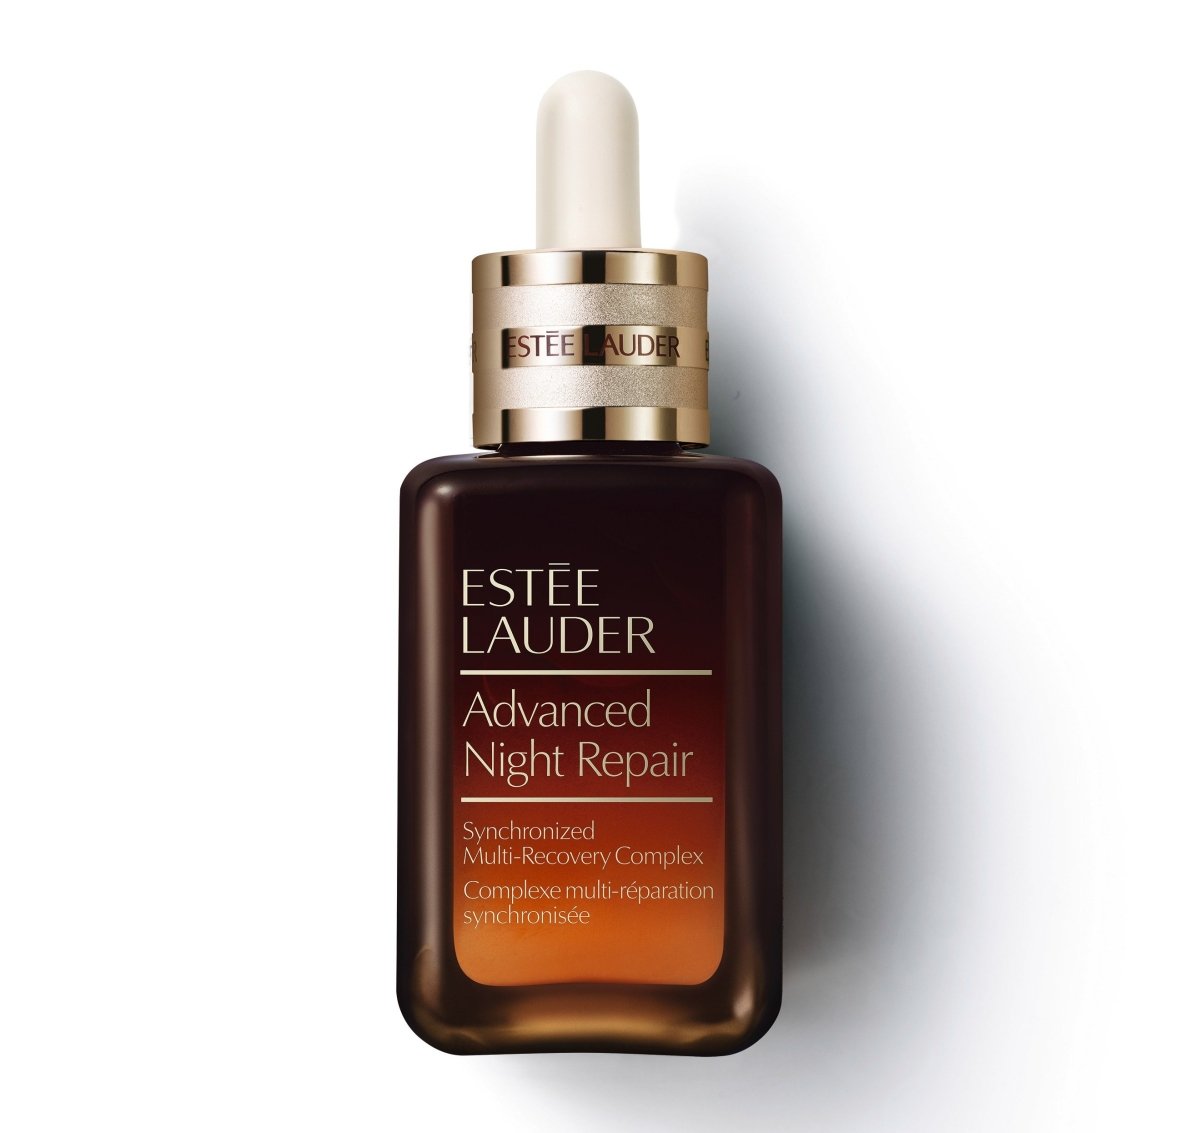 ESTĒE LAUDER
ESTĒE
LAUDER
Advanced
Night Repair
Synchronized
Multi-Recovery Complex
Complexe multi-réparation
synchronisée